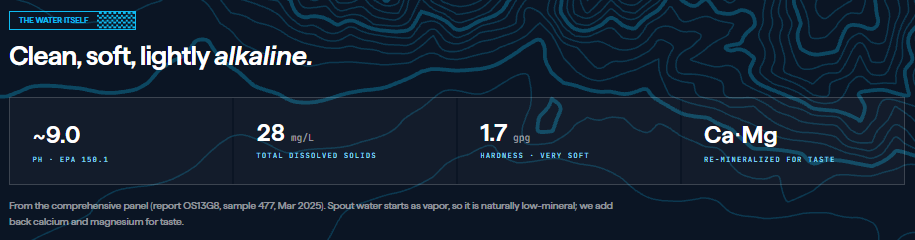 THE WATER ITSELF
Clean, soft, lightly alkaline.
~9.0
PH · EPA 150.1
28 mg/L
TOTAL DISSOLVED SOLIDS
1.7 gpg
HARDNESS · VERY SOFT
Ca·Mg
RE-MINERALIZED FOR TASTE
From the comprehensive panel (report OS13G8, sample 477, Mar 2025). Spout water starts as vapor, so it is naturally low-mineral; we add
back calcium and magnesium for taste.